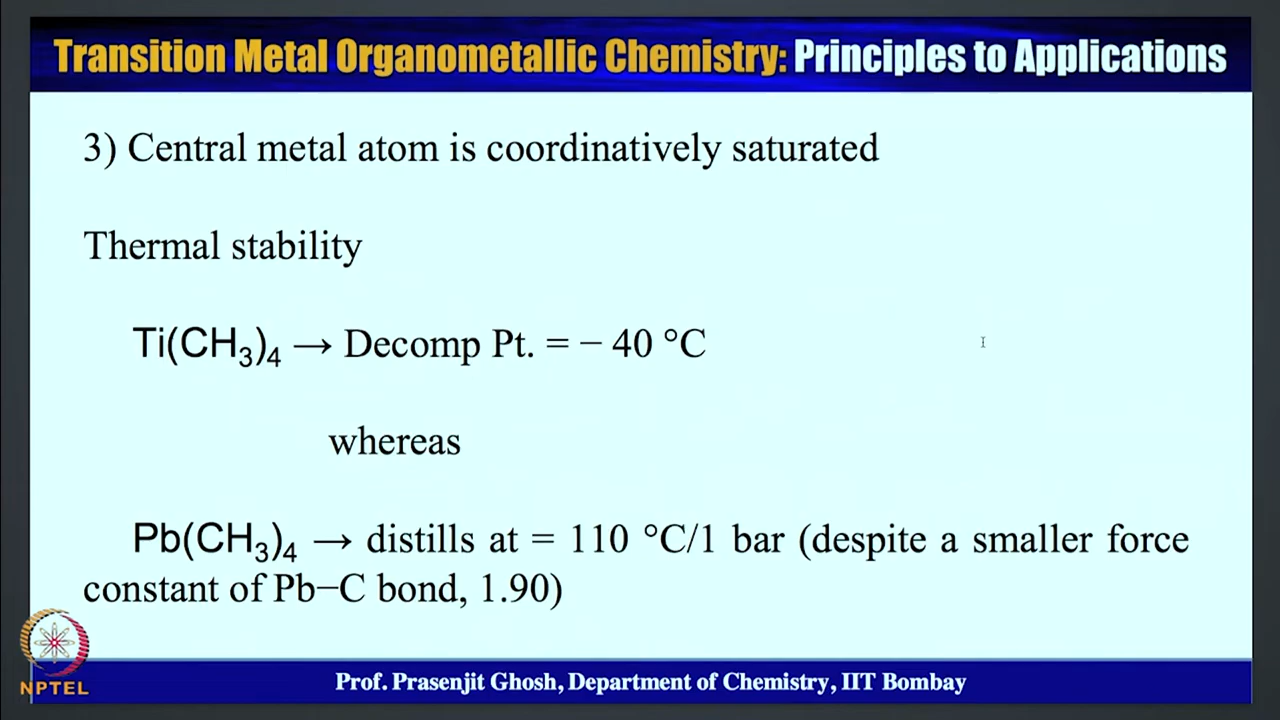 Transition Metal Organometallic Chemistry: Principles to Applications
3) Central metal atom is coordinatively saturated
Thermal stability
Ti(CH₃)₄ → Decomp Pt. = − 40 °C
whereas
Pb(CH₃)₄ → distills at = 110 °C/1 bar (despite a smaller force
constant of Pb−C bond, 1.90)
NPTEL
Prof. Prasenjit Ghosh, Department of Chemistry, IIT Bombay